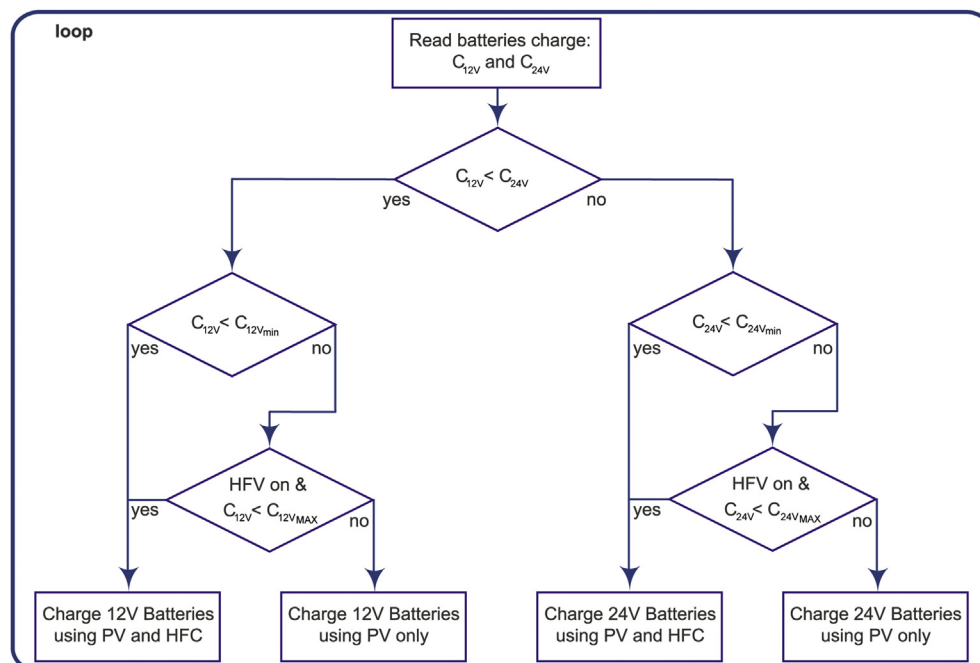 loop
Read batteries charge:
C12V and C24V
C12V< C24V
yes
no
C12V< C12Vmin
yes
no
C24V< C24Vmin
yes
no
HFV on &
C12V< C12VMAX
yes
no
HFV on &
C24V< C24VMAX
yes
no
Charge 12V Batteries
using PV and HFC
Charge 12V Batteries
using PV only
Charge 24V Batteries
using PV and HFC
Charge 24V Batteries
using PV only